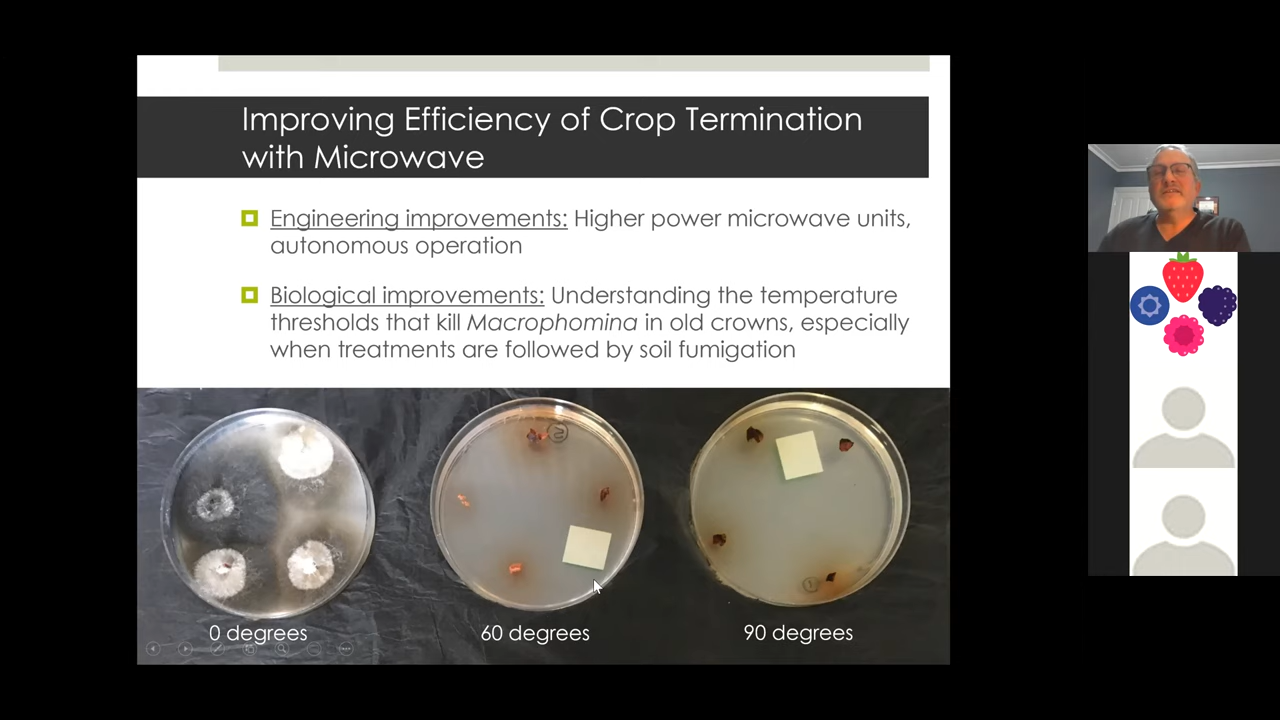 Improving Efficiency of Crop Termination
with Microwave
Engineering improvements: Higher power microwave units,
autonomous operation
Biological improvements: Understanding the temperature
thresholds that kill Macrophomina in old crowns, especially
when treatments are followed by soil fumigation
0 degrees
60 degrees
90 degrees